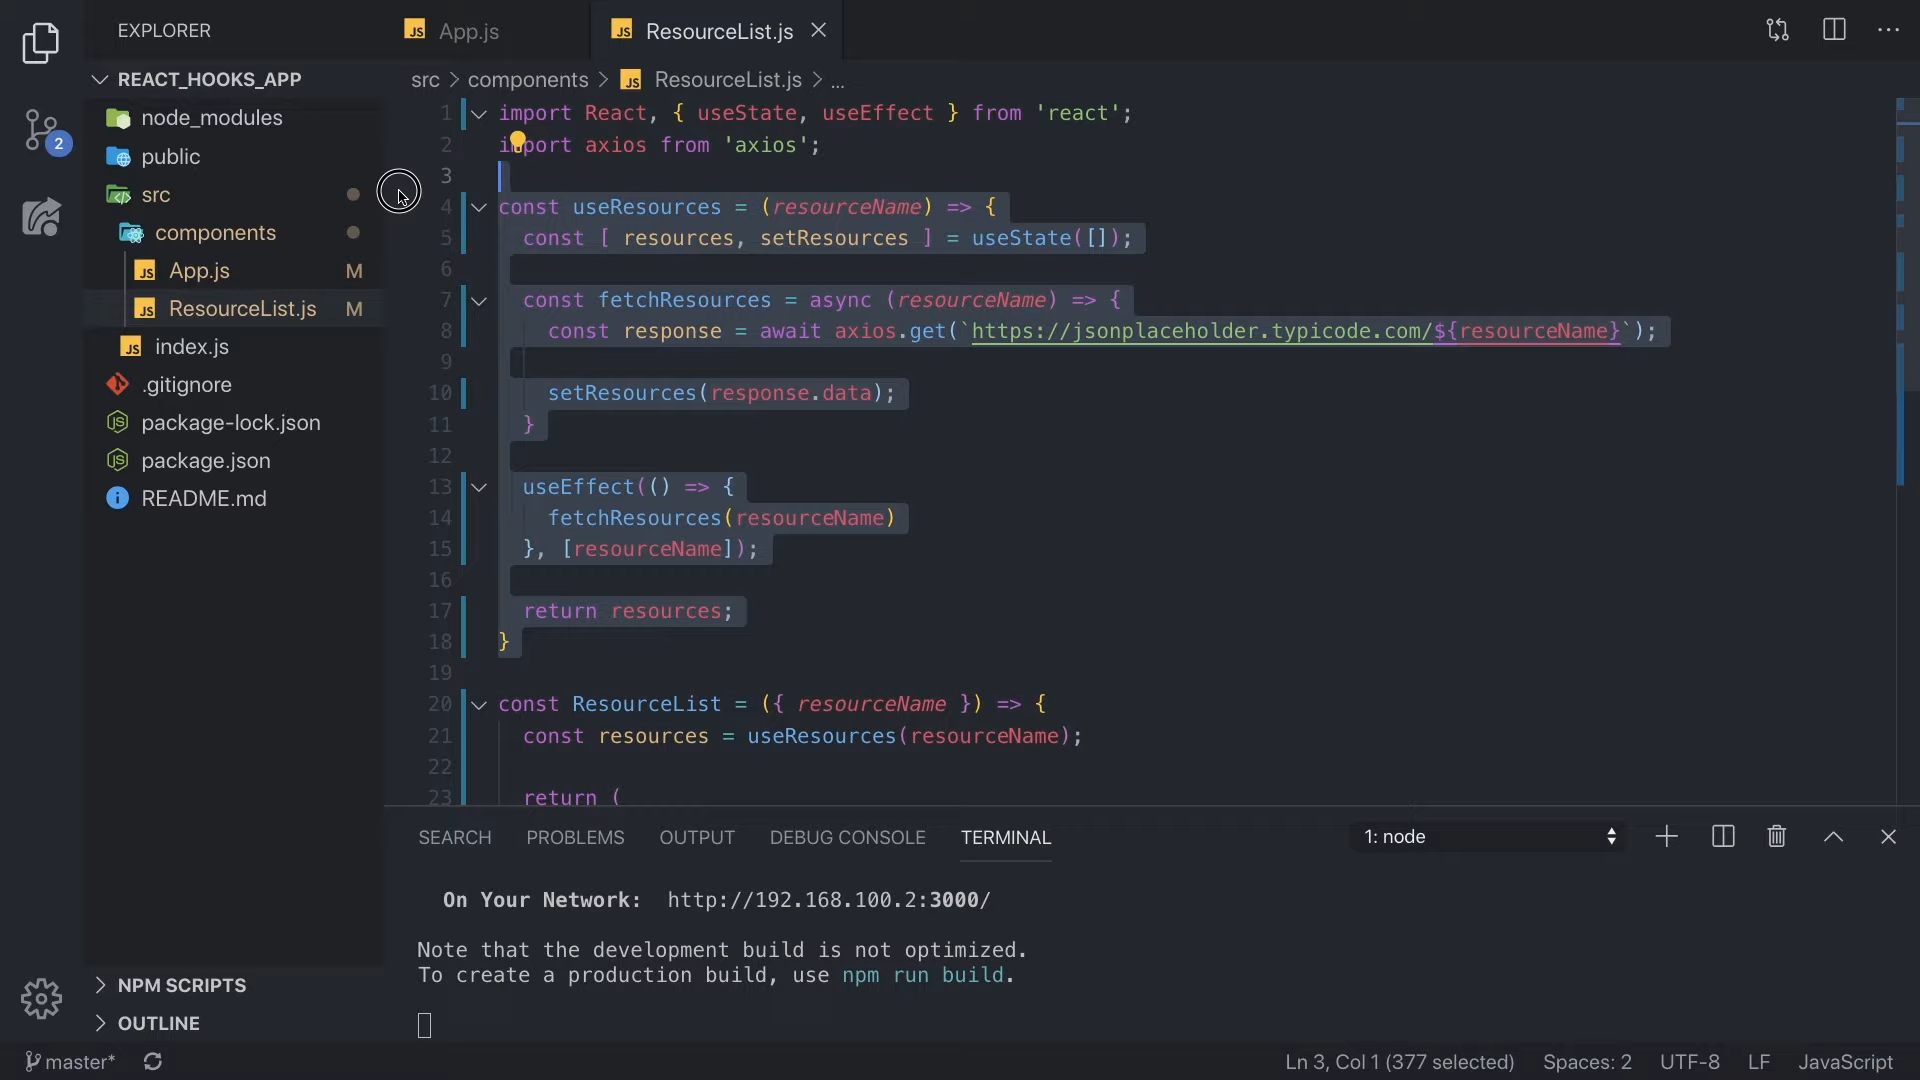 EXPLORER
App.js
ResourceList.js
REACT_HOOKS_APP
node_modules
public
src
components
App.js M
ResourceList.js M
index.js
.gitignore
package-lock.json
package.json
README.md
NPM SCRIPTS
OUTLINE
2
src > components > JS ResourceList.js > ...
1 import React, { useState, useEffect } from 'react';
2 import axios from 'axios';
3
4 const useResources = (resourceName) => {
5 const [ resources, setResources ] = useState([]);
6
7 const fetchResources = async (resourceName) => {
8 const response = await axios.get(`https://jsonplaceholder.typicode.com/${resourceName}`);
9
10 setResources(response.data);
11 }
12
13 useEffect(() => {
14 fetchResources(resourceName)
15 }, [resourceName]);
16
17 return resources;
18 }
19
20 const ResourceList = ({ resourceName }) => {
21 const resources = useResources(resourceName);
22
23 return (
SEARCH PROBLEMS OUTPUT DEBUG CONSOLE TERMINAL
1: node
On Your Network: http://192.168.100.2:3000/
Note that the development build is not optimized.
To create a production build, use npm run build.
master*
Ln 3, Col 1 (377 selected) Spaces: 2 UTF-8 LF JavaScript